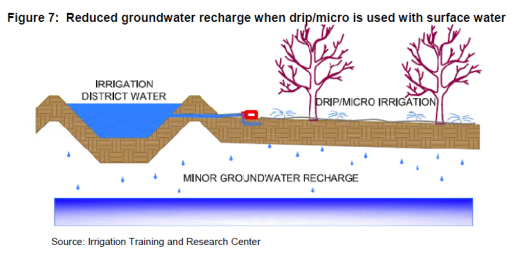 Figure 7:  Reduced groundwater recharge when drip/micro is used with surface water
IRRIGATION
DISTRICT WATER
DRIP/MICRO IRRIGATION
MINOR GROUNDWATER RECHARGE
Source: Irrigation Training and Research Center